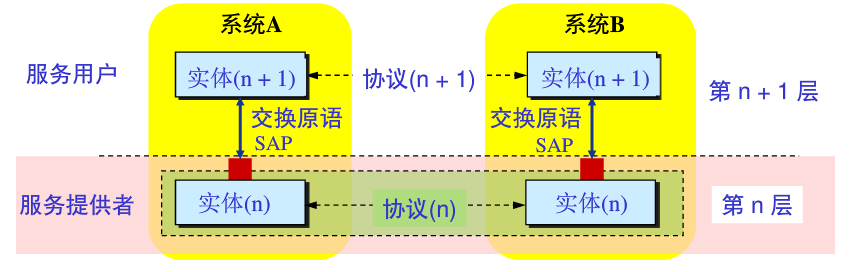 系统A
系统B
服务用户
实体(n + 1)
协议(n + 1)
实体(n + 1)
第 n + 1 层
交换原语
SAP
交换原语
SAP
服务提供者
实体(n)
协议(n)
实体(n)
第 n 层